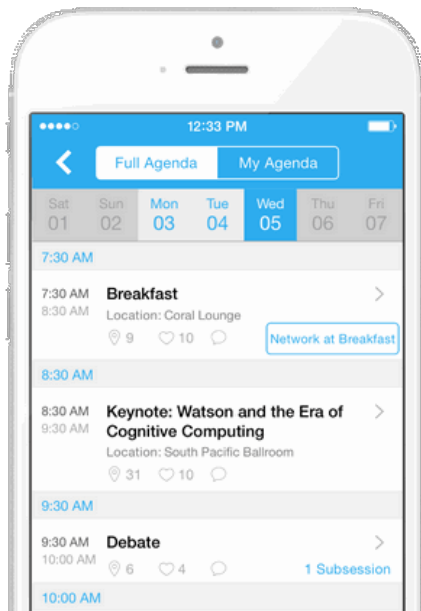 12:33 PM
Full Agenda My Agenda
Sat Sun Mon Tue Wed Thu Fri
01 02 03 04 05 06 07
7:30 AM
7:30 AM Breakfast
8:30 AM Location: Coral Lounge
9 10 Network at Breakfast
8:30 AM
8:30 AM Keynote: Watson and the Era of
9:30 AM Cognitive Computing
Location: South Pacific Ballroom
31 10
9:30 AM
9:30 AM Debate
10:00 AM 6 4 1 Subsession
10:00 AM